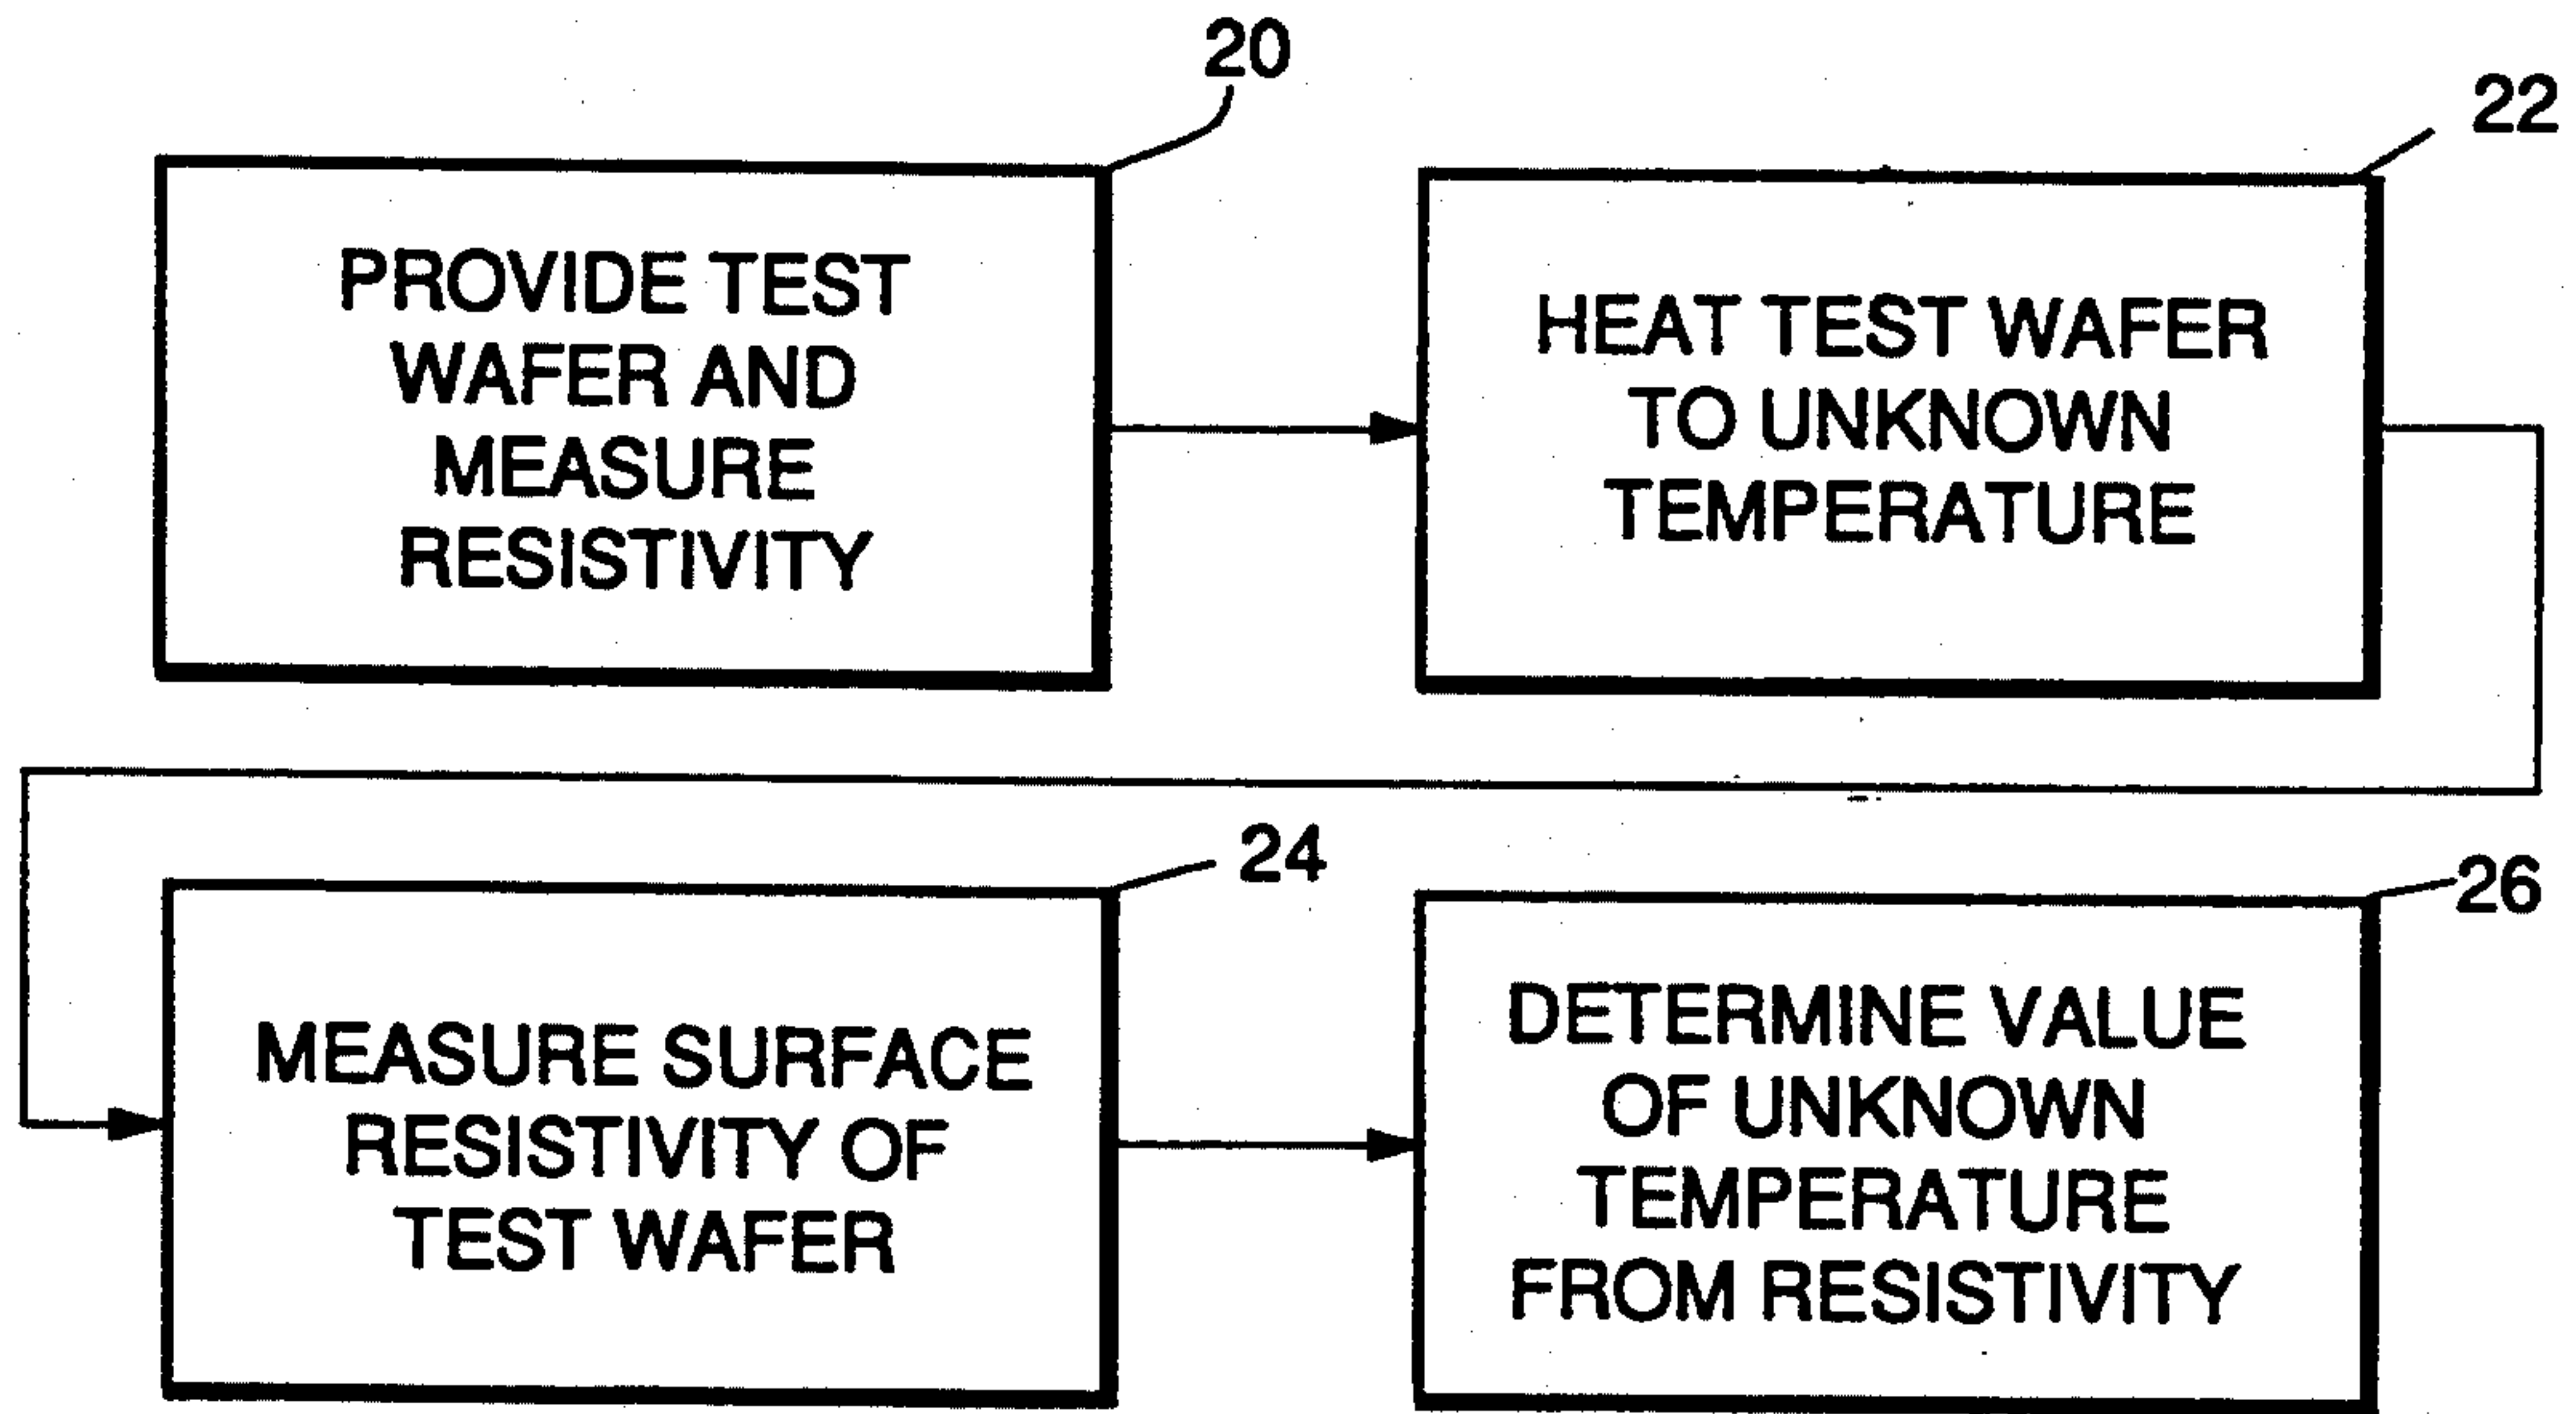 20
22
PROVIDE TEST
WAFER AND
MEASURE
RESISTIVITY
HEAT TEST WAFER
TO UNKNOWN
TEMPERATURE
24
26
MEASURE SURFACE
RESISTIVITY OF
TEST WAFER
DETERMINE VALUE
OF UNKNOWN
TEMPERATURE
FROM RESISTIVITY